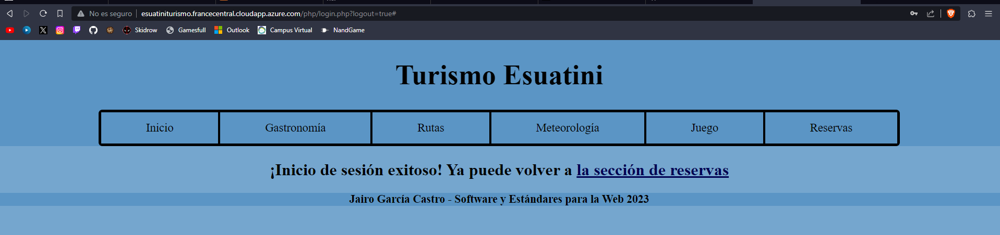 No es seguro esuatiniturismo.francecentral.cloudapp.azure.com/php/login.php?logout=true#
Skidrow Gamesfull Outlook Campus Virtual NandGame
Turismo Esuatini
Inicio Gastronomía Rutas Meteorología Juego Reservas
¡Inicio de sesión exitoso! Ya puede volver a la sección de reservas
Jairo García Castro - Software y Estándares para la Web 2023